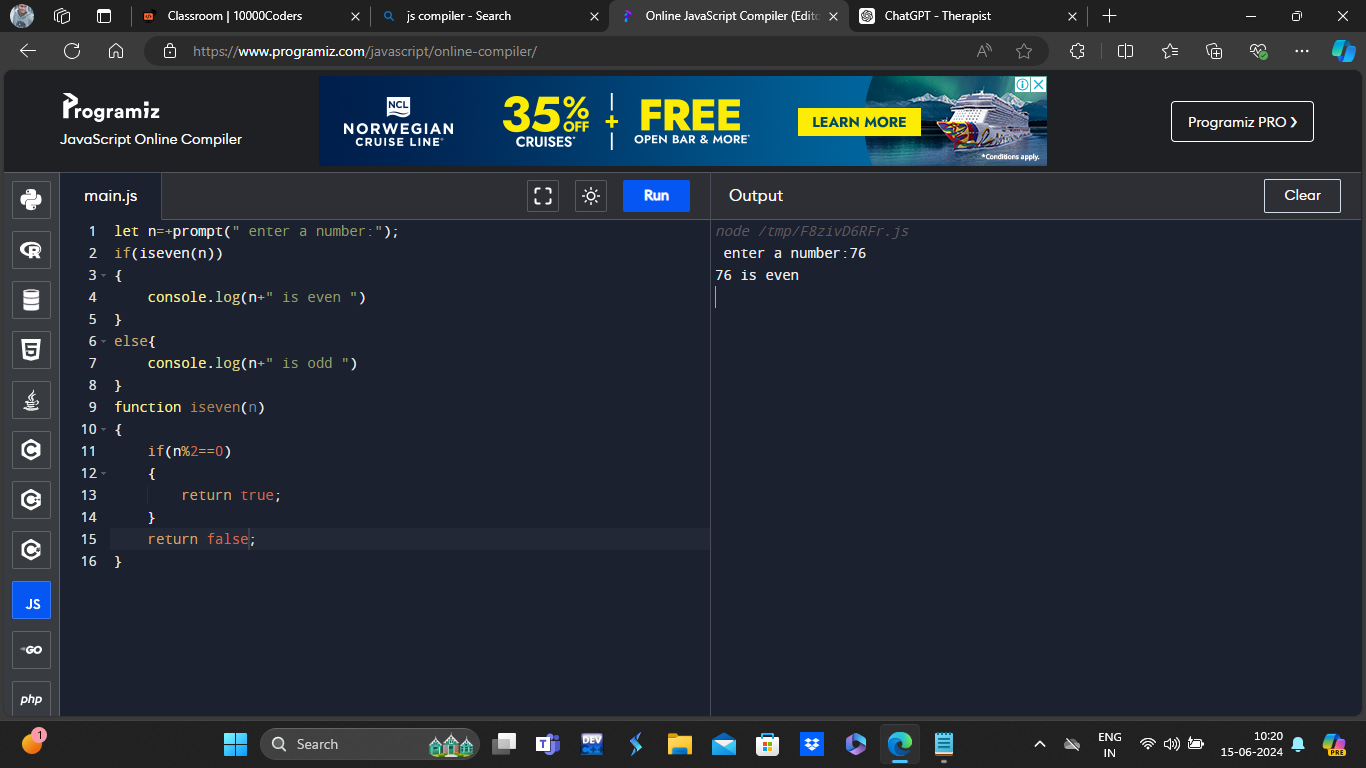 Classroom | 10000Coders
js compiler - Search
Online JavaScript Compiler (Edito
ChatGPT - Therapist
https://www.programiz.com/javascript/online-compiler/
Programiz
JavaScript Online Compiler
NCL
NORWEGIAN
CRUISE LINE®
35% OFF
CRUISES*
+
FREE
OPEN BAR & MORE*
LEARN MORE
*Conditions apply.
Programiz PRO ❯
main.js
Run
Output
Clear
1 let n=+prompt(" enter a number:");
2 if(iseven(n))
3 {
4     console.log(n+" is even ")
5 }
6 else{
7     console.log(n+" is odd ")
8 }
9 function iseven(n)
10 {
11     if(n%2==0)
12     {
13         return true;
14     }
15     return false;
16 }
node /tmp/F8zivD6RFr.js
enter a number:76
76 is even
JS
GO
php
1
Search
DEV
ENG
IN
10:20
15-06-2024
PRE